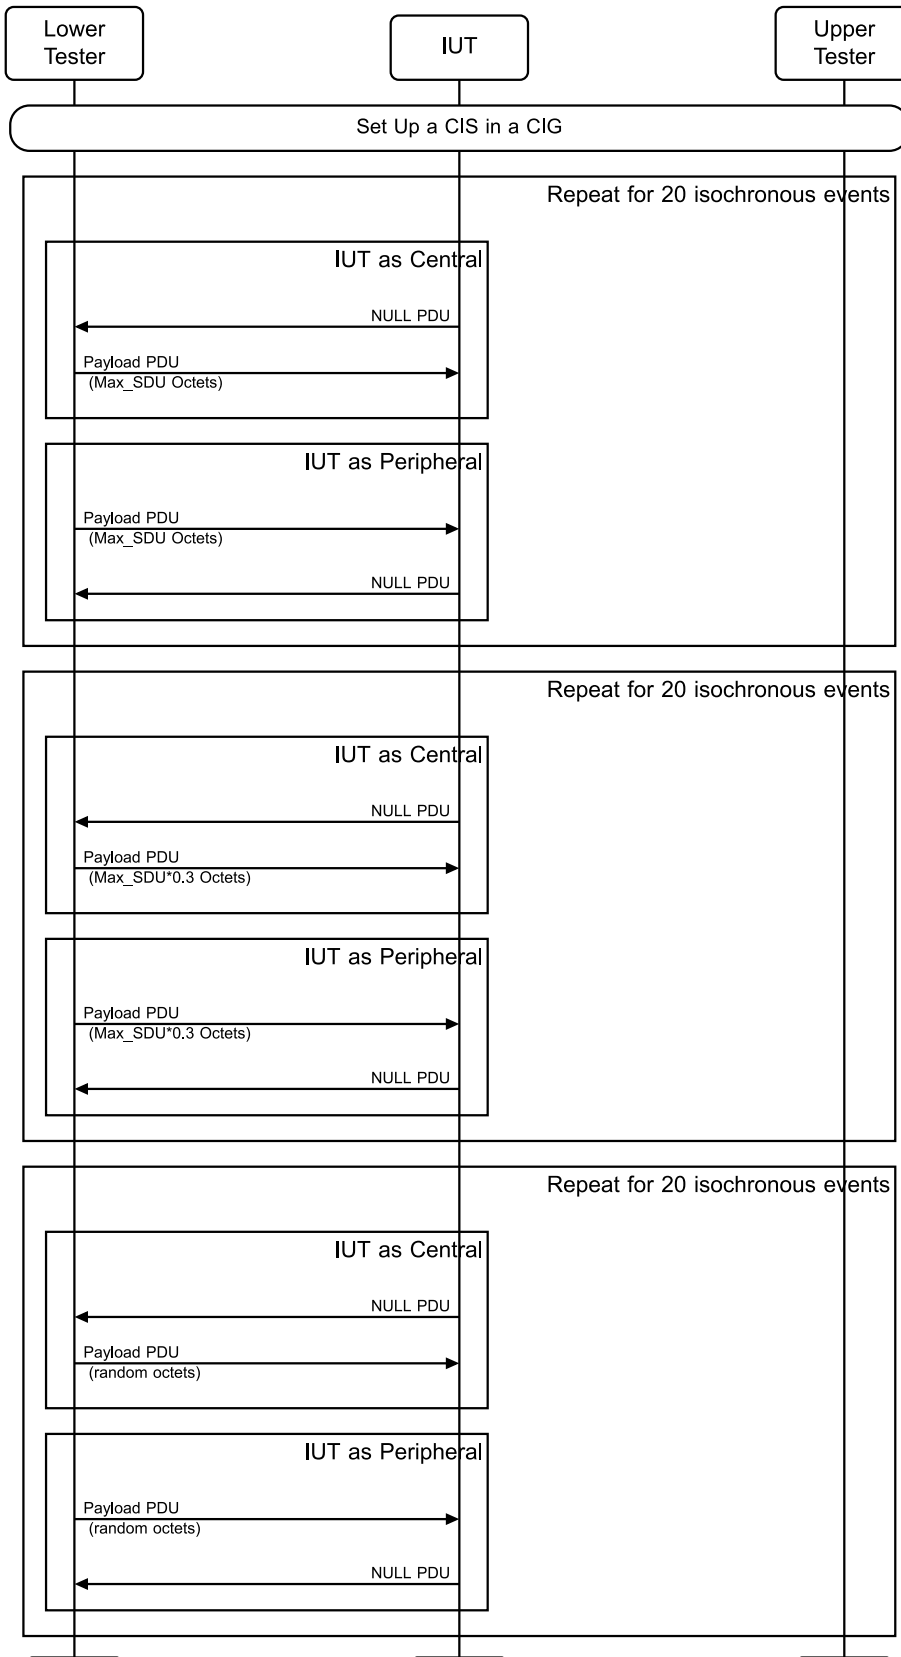 Lower
Tester
IUT
Upper
Tester
Set Up a CIS in a CIG
Repeat for 20 isochronous events
IUT as Central
NULL PDU
Payload PDU
(Max_SDU Octets)
IUT as Peripheral
Payload PDU
(Max_SDU Octets)
NULL PDU
Repeat for 20 isochronous events
IUT as Central
NULL PDU
Payload PDU
(Max_SDU*0.3 Octets)
IUT as Peripheral
Payload PDU
(Max_SDU*0.3 Octets)
NULL PDU
Repeat for 20 isochronous events
IUT as Central
NULL PDU
Payload PDU
(random octets)
IUT as Peripheral
Payload PDU
(random octets)
NULL PDU